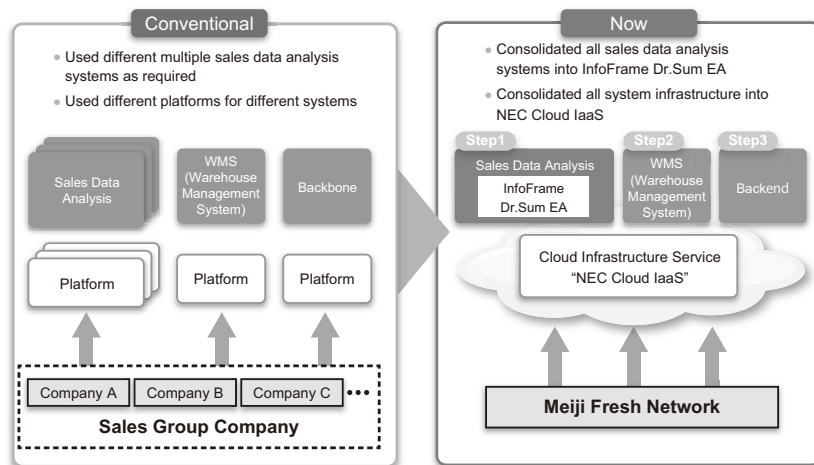 Conventional
• Used different multiple sales data analysis
systems as required
• Used different platforms for different systems
Sales Data
Analysis
WMS
(Warehouse
Management
System)
Backbone
Platform
Platform
Platform
Company A
Company B
Company C
•••
Sales Group Company
Now
• Consolidated all sales data analysis
systems into InfoFrame Dr.Sum EA
• Consolidated all system infrastructure into
NEC Cloud IaaS
Step1
Sales Data Analysis
InfoFrame
Dr.Sum EA
Step2
WMS
(Warehouse
Management
System)
Step3
Backend
Cloud Infrastructure Service
“NEC Cloud IaaS”
Meiji Fresh Network